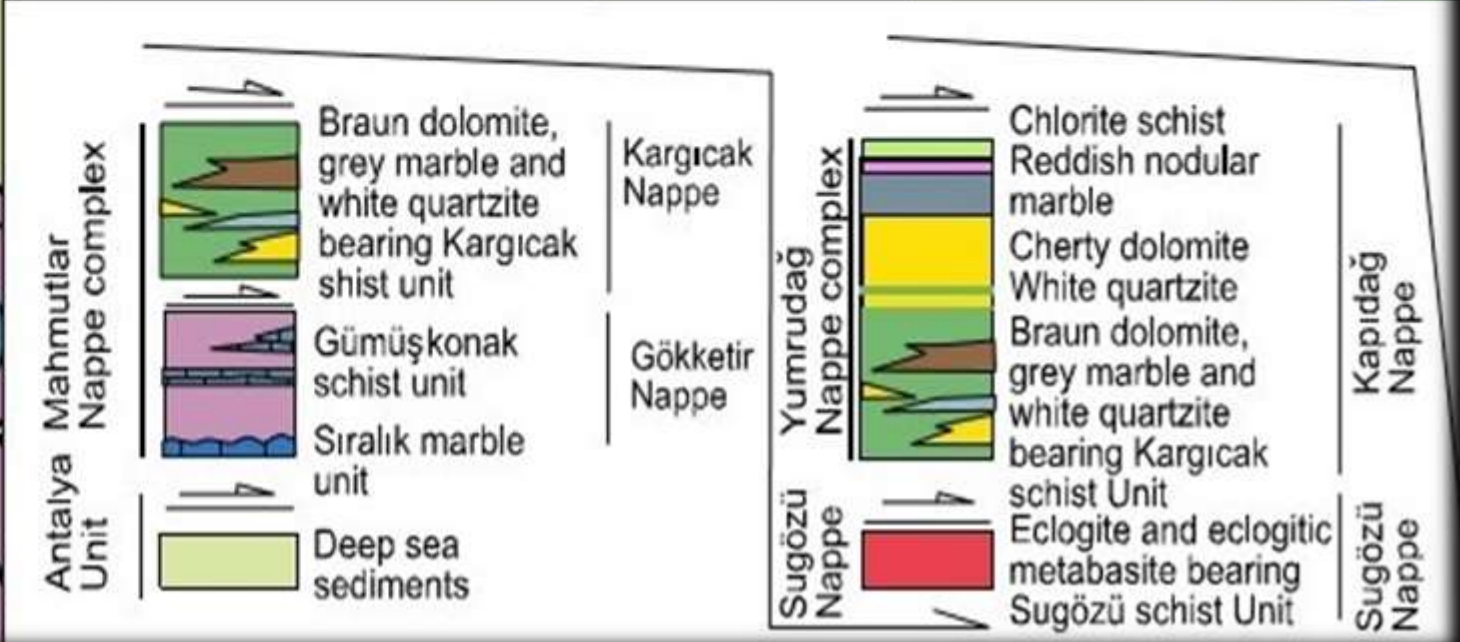 Mahmutlar
Nappe complex
Antalya
Unit
Braun dolomite,
grey marble and
white quartzite
bearing Kargıcak
shist unit
Gümüşkonak
schist unit
Sıralık marble
unit
Deep sea
sediments
Kargıcak
Nappe
Gökketir
Nappe
Yumrudağ
Nappe complex
Sugözü
Nappe
Chlorite schist
Reddish nodular
marble
Cherty dolomite
White quartzite
Braun dolomite,
grey marble and
white quartzite
bearing Kargıcak
schist Unit
Eclogite and eclogitic
metabasite bearing
Sugözü schist Unit
Kapıdağ
Nappe
Sugözü
Nappe